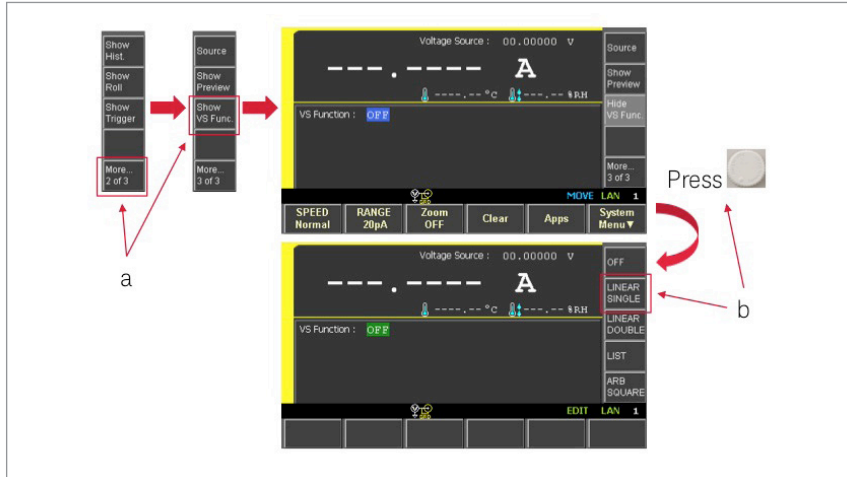 Show
Hist.
Show
Roll
Show
Trigger
More...
2 of 3
Source
Show
Preview
Show
VS Func.
More...
3 of 3
a
Voltage Source : 00.00000 V
---.---- A
----.-- °C ---.-- %RH
VS Function : OFF
Source
Show
Preview
Hide
VS Func.
More...
3 of 3
MOVE LAN 1
SPEED
Normal
RANGE
20pA
Zoom
OFF
Clear
Apps
System
Menu▼
Press
Voltage Source : 00.00000 V
---.---- A
----.-- °C ---.-- %RH
VS Function : OFF
OFF
LINEAR
SINGLE
LINEAR
DOUBLE
LIST
ARB
SQUARE
EDIT LAN 1
b